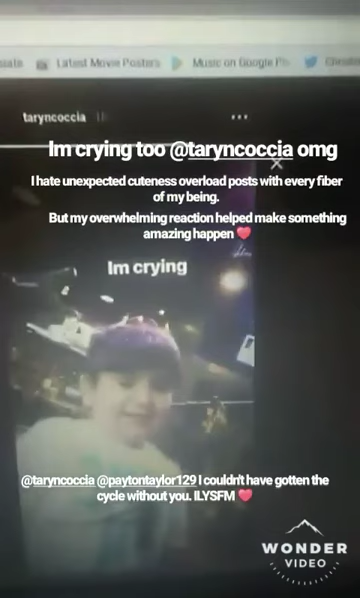 Latest Movie Posters
Music on Google
taryncoccia 1h
Im crying too @taryncoccia omg
I hate unexpected cuteness overload posts with every fiber
of my being.
But my overwhelming reaction helped make something
amazing happen ❤️
Im crying
@taryncoccia @paytontaylor129 I couldn't have gotten the
cycle without you. ILYSFM ❤️
WONDER
VIDEO